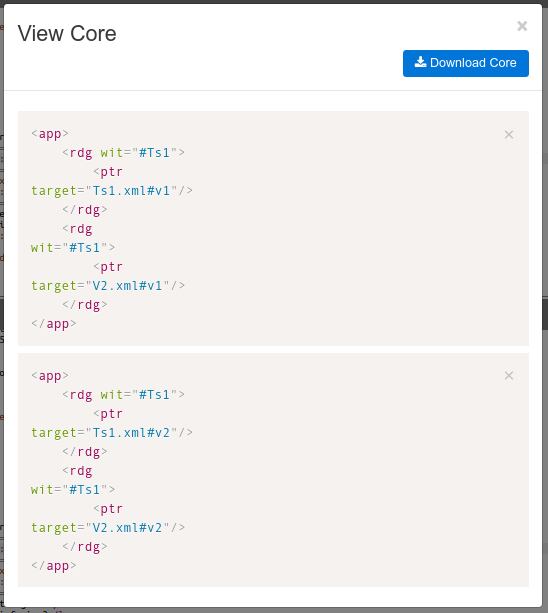 View Core
×
Download Core
×
<app>
<rdg wit="#Ts1">
<ptr
target="Ts1.xml#v1"/>
</rdg>
<rdg
wit="#Ts1">
<ptr
target="V2.xml#v1"/>
</rdg>
</app>
×
<app>
<rdg wit="#Ts1">
<ptr
target="Ts1.xml#v2"/>
</rdg>
<rdg
wit="#Ts1">
<ptr
target="V2.xml#v2"/>
</rdg>
</app>